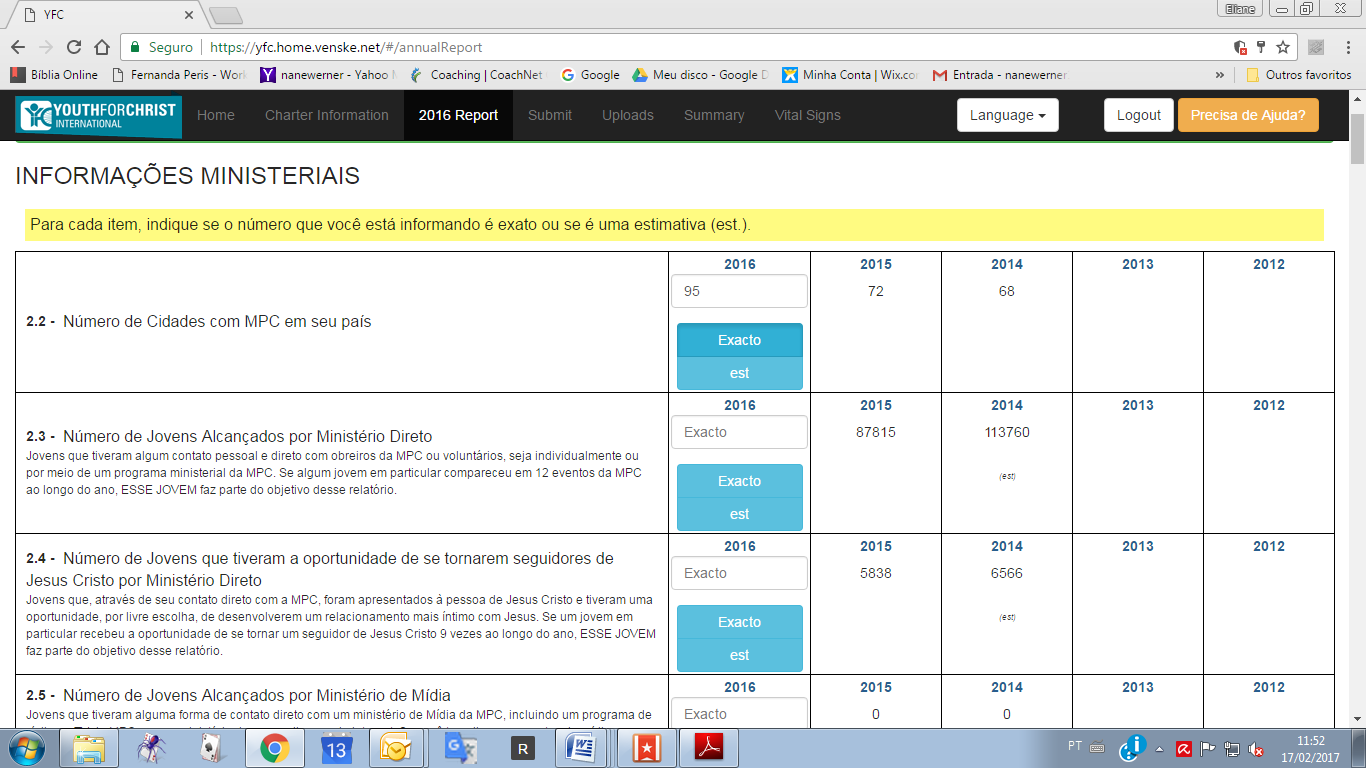 YFC
Eliane
Seguro https://yfc.home.venske.net/#/annualReport
Bíblia Online Fernanda Peris - Work nanewerner - Yahoo Coaching | CoachNet Google Meu disco - Google D Minha Conta | Wix.co Entrada - nanewerner » Outros favoritos
YOUTHFORCHRIST
INTERNATIONAL
Home Charter Information 2016 Report Submit Uploads Summary Vital Signs Language Logout Precisa de Ajuda?
INFORMAÇÕES MINISTERIAIS
Para cada item, indique se o número que você está informando é exato ou se é uma estimativa (est.).
2016 2015 2014 2013 2012
95 72 68
2.2 - Número de Cidades com MPC em seu país
Exacto
est
2016 2015 2014 2013 2012
Exacto 87815 113760
2.3 - Número de Jovens Alcançados por Ministério Direto
Jovens que tiveram algum contato pessoal e direto com obreiros da MPC ou voluntários, seja individualmente ou
por meio de um programa ministerial da MPC. Se algum jovem em particular compareceu em 12 eventos da MPC
ao longo do ano, ESSE JOVEM faz parte do objetivo desse relatório.
Exacto (est)
est
2016 2015 2014 2013 2012
Exacto 5838 6566
2.4 - Número de Jovens que tiveram a oportunidade de se tornarem seguidores de
Jesus Cristo por Ministério Direto
Jovens que, através de seu contato direto com a MPC, foram apresentados à pessoa de Jesus Cristo e tiveram uma
oportunidade, por livre escolha, de desenvolverem um relacionamento mais íntimo com Jesus. Se um jovem em
particular recebeu a oportunidade de se tornar um seguidor de Jesus Cristo 9 vezes ao longo do ano, ESSE JOVEM
faz parte do objetivo desse relatório.
Exacto (est)
est
2016 2015 2014 2013 2012
2.5 - Número de Jovens Alcançados por Ministério de Mídia
Jovens que tiveram alguma forma de contato direto com um ministério de Mídia da MPC, incluindo um programa de
Exacto 0 0
13
R
PT
11:52
17/02/2017